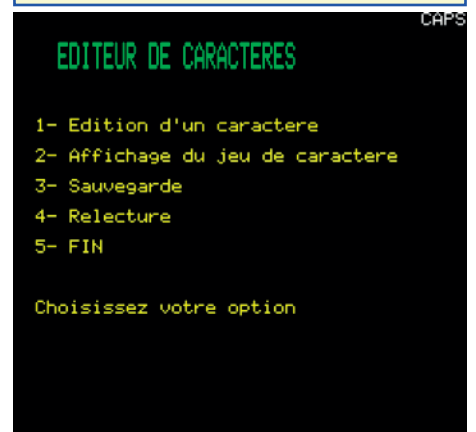 CAPS
EDITEUR DE CARACTERES
1- Edition d'un caractere
2- Affichage du jeu de caractere
3- Sauvegarde
4- Relecture
5- FIN
Choisissez votre option